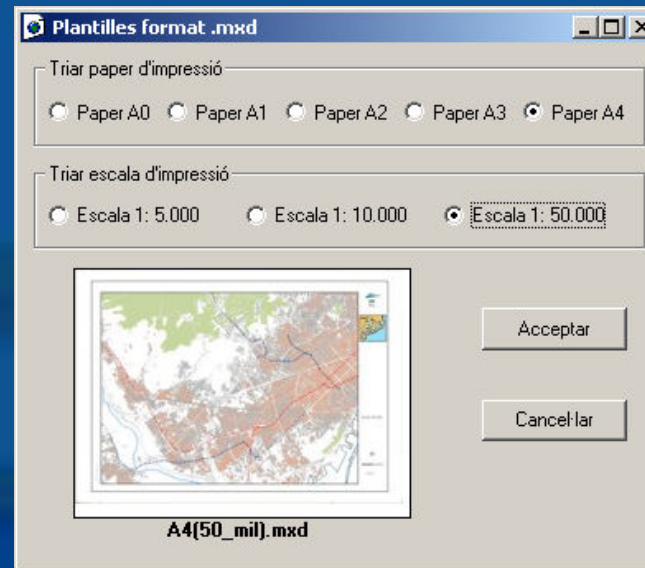 Plantilles format .mxd
Triar paper d'impressió
Paper A0 Paper A1 Paper A2 Paper A3 Paper A4
Triar escala d'impressió
Escala 1: 5.000 Escala 1: 10.000 Escala 1: 50.000
Acceptar
Cancel·lar
A4(50_mil).mxd